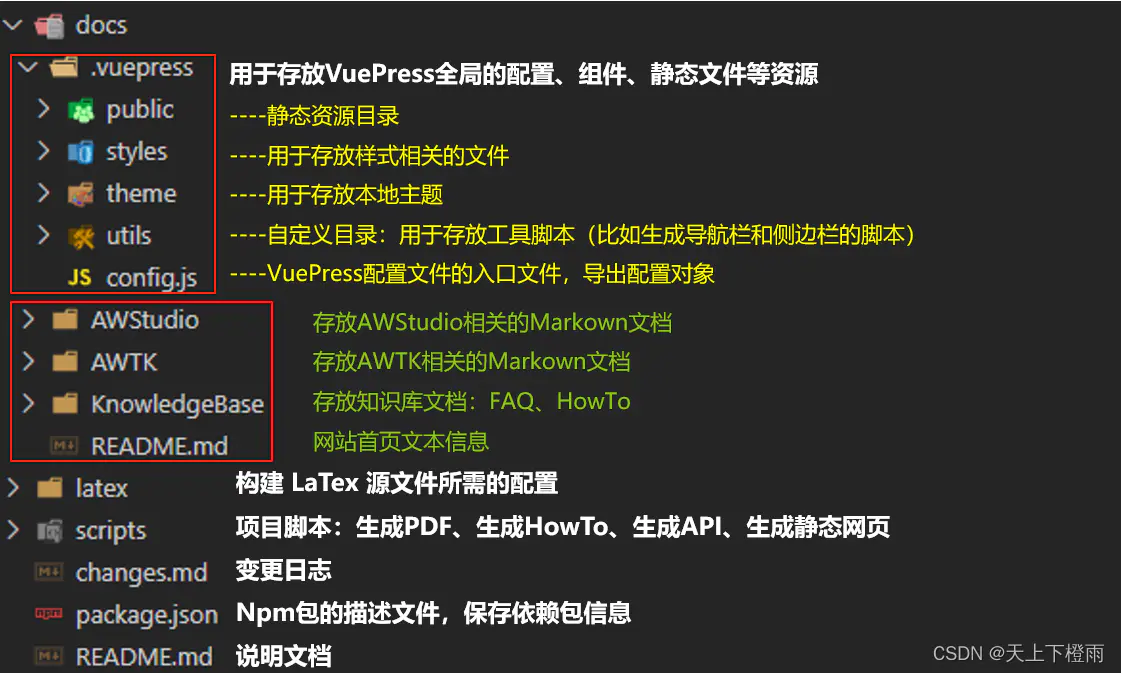 docs
.vuepress 用于存放VuePress全局的配置、组件、静态文件等资源
public ----静态资源目录
styles ----用于存放样式相关的文件
theme ----用于存放本地主题
utils ----自定义目录：用于存放工具脚本（比如生成导航栏和侧边栏的脚本）
JS config.js ----VuePress配置文件的入口文件，导出配置对象
AWStudio 存放AWStudio相关的Markown文档
AWTK 存放AWTK相关的Markown文档
KnowledgeBase 存放知识库文档：FAQ、HowTo
M↓ README.md 网站首页文本信息
latex 构建 LaTex 源文件所需的配置
scripts 项目脚本：生成PDF、生成HowTo、生成API、生成静态网页
M↓ changes.md 变更日志
npm package.json Npm包的描述文件，保存依赖包信息
M↓ README.md 说明文档
CSDN @天上下橙雨